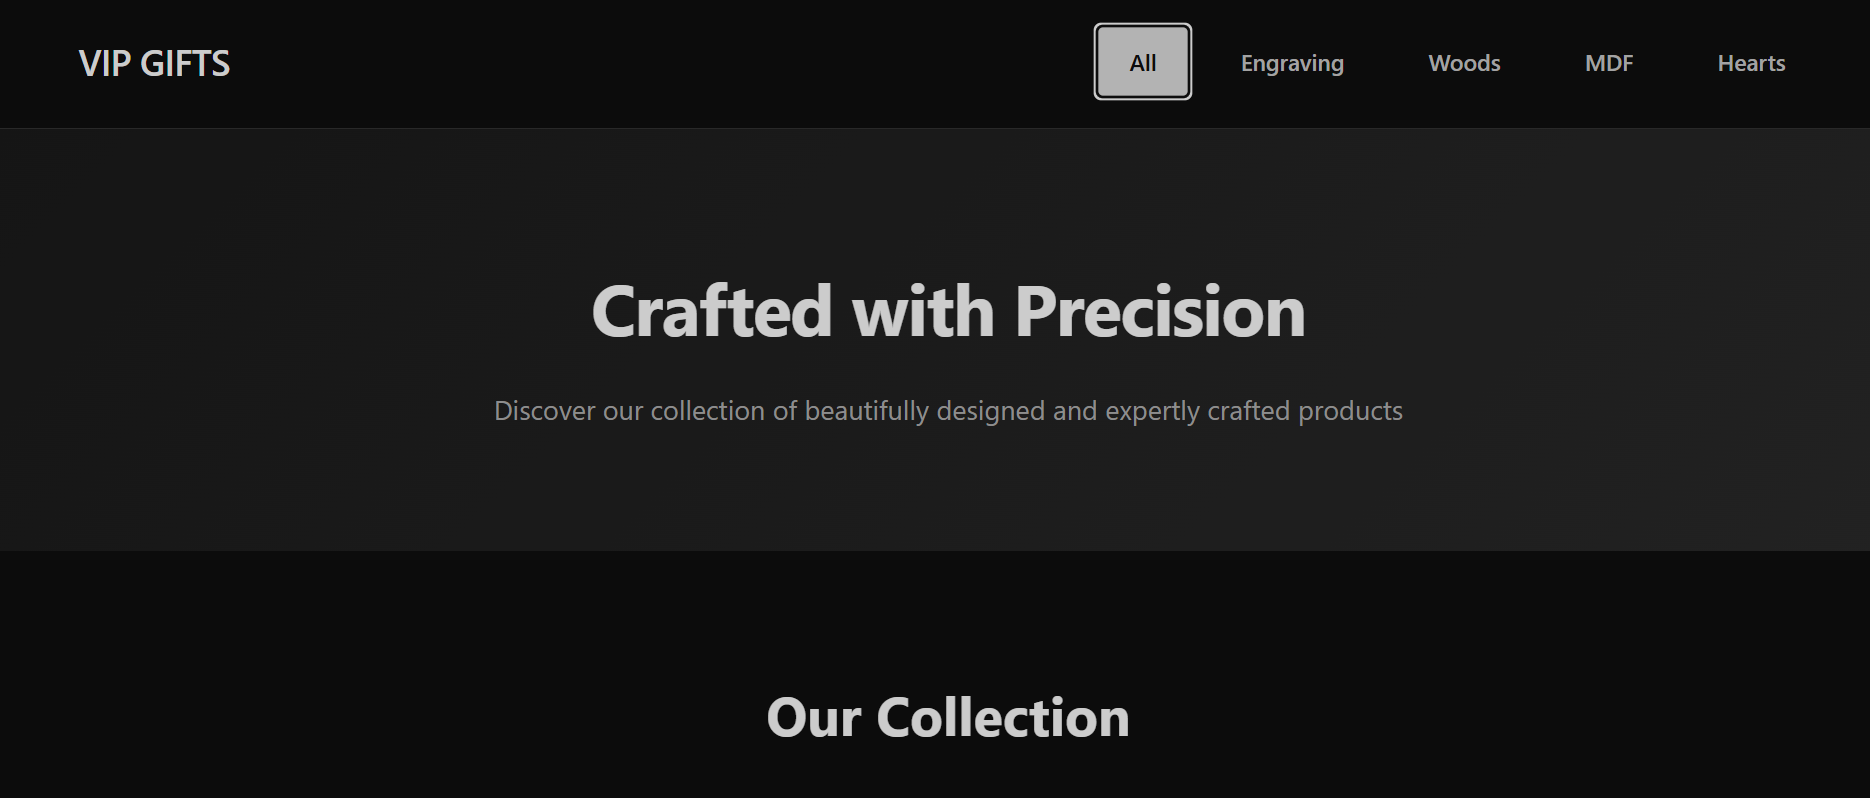 VIP GIFTS
All Engraving Woods MDF Hearts
Crafted with Precision
Discover our collection of beautifully designed and expertly crafted products
Our Collection